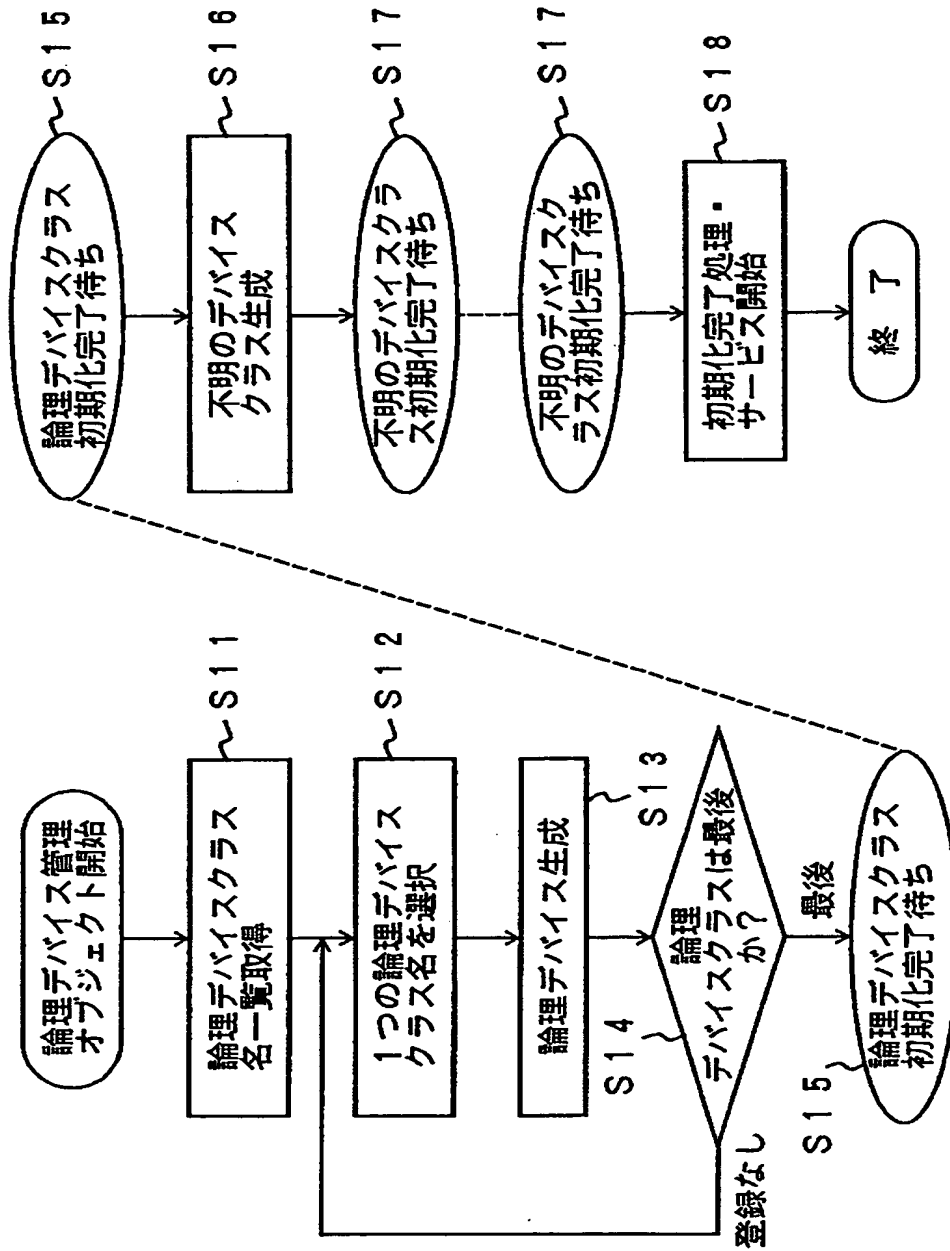 論理デバイス管理
オブジェクト開始
論理デバイスクラス
名一覧取得
S11
1つの論理デバイス
クラス名を選択
S12
論理デバイス生成
S13
論理
デバイスクラスは最後
か?
S14
登録なし
最後
論理デバイスクラス
初期化完了待ち
S15
論理デバイスクラス
初期化完了待ち
S15
不明のデバイス
クラス生成
S16
不明のデバイスクラ
ス初期化完了待ち
S17
不明のデバイスク
ラス初期化完了待ち
S17
初期化完了処理・
サービス開始
S18
終了